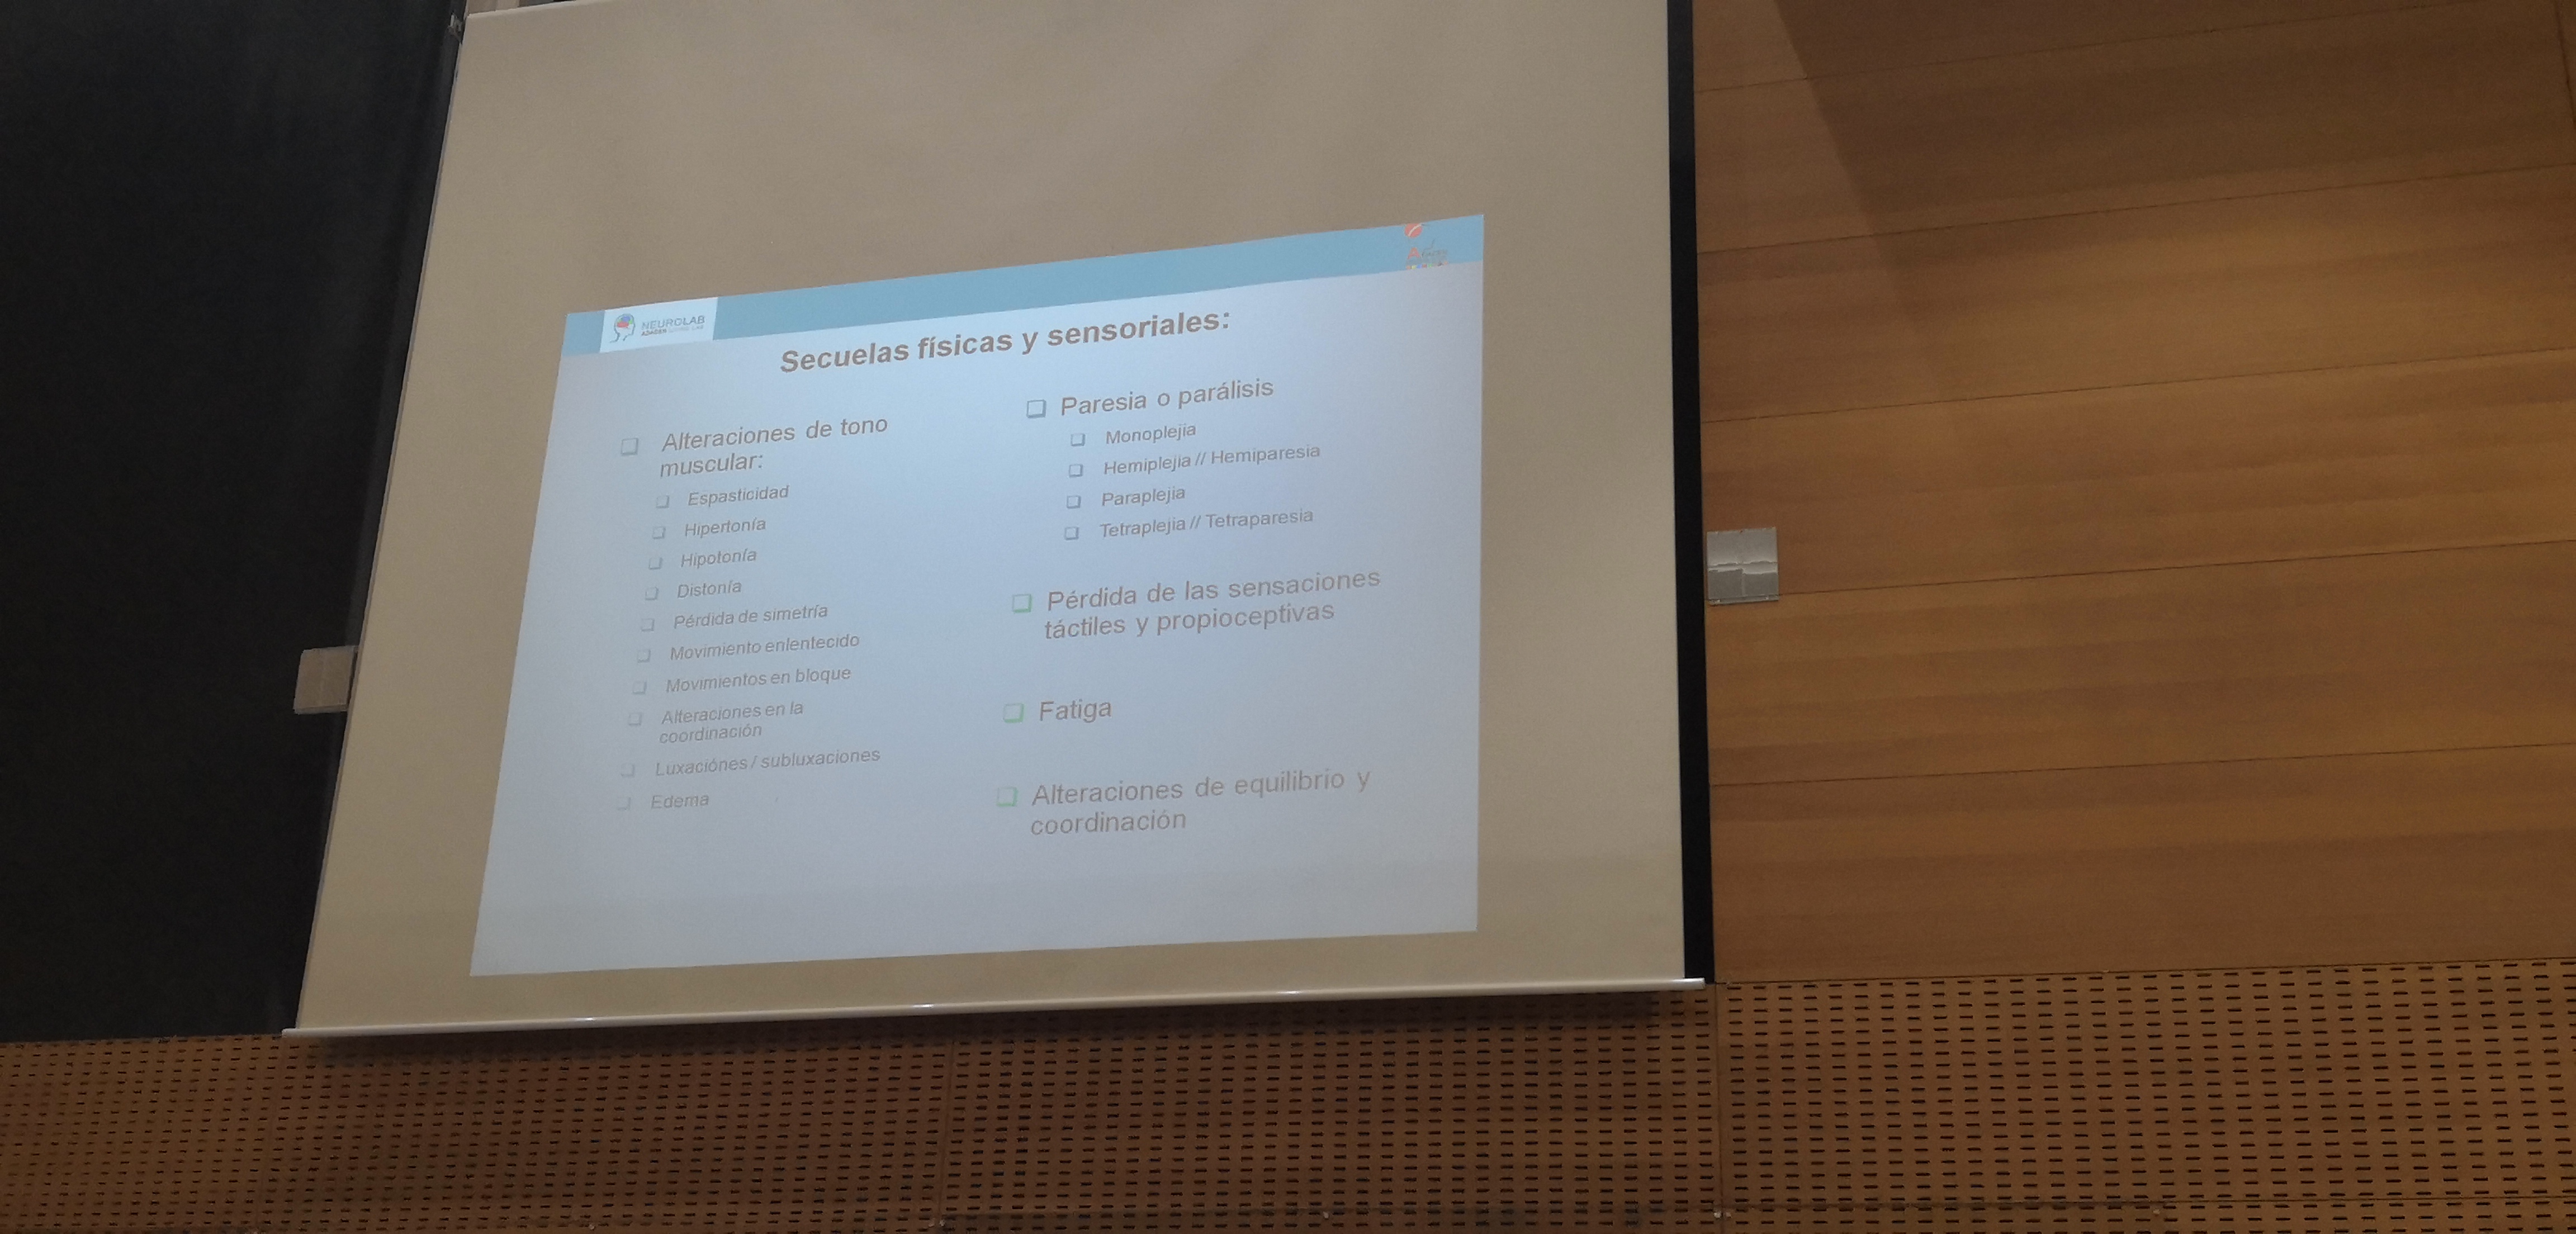 NEUROLAB
Secuelas físicas y sensoriales:
Alteraciones de tono
muscular:
Espasticidad
Hipertonía
Hipotonía
Distonía
Pérdida de simetría
Movimiento enlentecido
Movimientos en bloque
Alteraciones en la
coordinación
Luxaciónes / subluxaciones
Edema
Paresia o parálisis
Monoplejia
Hemiplejia // Hemiparesia
Paraplejia
Tetraplejia // Tetraparesia
Pérdida de las sensaciones
táctiles y propioceptivas
Fatiga
Alteraciones de equilibrio y
coordinación